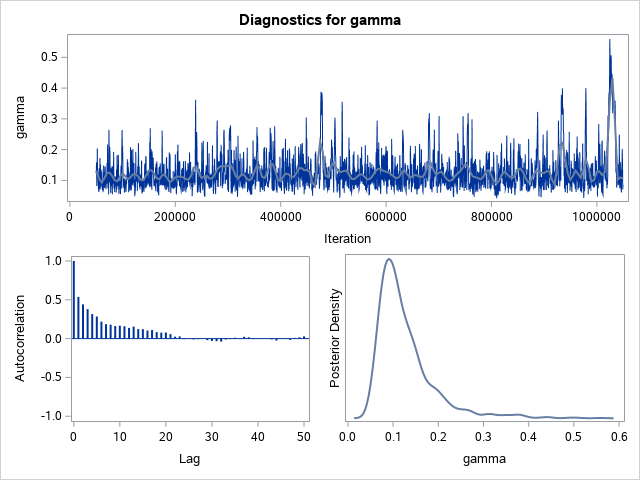 Diagnostics for gamma
0.5
0.4
0.3
0.2
0.1
gamma
0 200000 400000 600000 800000 1000000
Iteration
1.0
0.5
0.0
-0.5
-1.0
Autocorrelation
0 10 20 30 40 50
Lag
Posterior Density
0.0 0.1 0.2 0.3 0.4 0.5 0.6
gamma